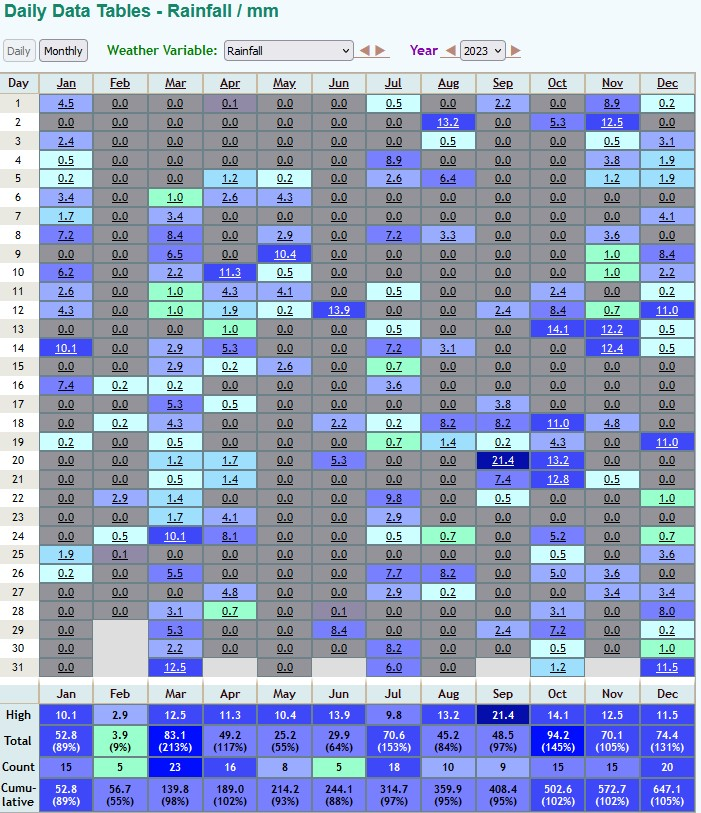 Daily Data Tables - Rainfall / mm
Daily Monthly Weather Variable: Rainfall Year 2023
Day Jan Feb Mar Apr May Jun Jul Aug Sep Oct Nov Dec
1 4.5 0.0 0.0 0.1 0.0 0.0 0.5 0.0 2.2 0.0 8.9 0.2
2 0.0 0.0 0.0 0.0 0.0 0.0 0.0 13.2 0.0 5.3 12.5 0.0
3 2.4 0.0 0.0 0.0 0.0 0.0 0.0 0.5 0.0 0.0 0.5 3.1
4 0.5 0.0 0.0 0.0 0.0 0.0 8.9 0.0 0.0 0.0 3.8 1.9
5 0.2 0.0 0.0 1.2 0.2 0.0 2.6 6.4 0.0 0.0 1.2 1.9
6 3.4 0.0 1.0 2.6 4.3 0.0 0.0 0.0 0.0 0.0 0.0 0.0
7 1.7 0.0 3.4 0.0 0.0 0.0 0.0 0.0 0.0 0.0 0.0 4.1
8 7.2 0.0 8.4 0.0 2.9 0.0 7.2 3.3 0.0 0.0 3.6 0.0
9 0.0 0.0 6.5 0.0 10.4 0.0 0.0 0.0 0.0 0.0 1.0 8.4
10 6.2 0.0 2.2 11.3 0.5 0.0 0.0 0.0 0.0 0.0 1.0 2.2
11 2.6 0.0 1.0 4.3 4.1 0.0 0.5 0.0 0.0 2.4 0.0 0.2
12 4.3 0.0 1.0 1.9 0.2 13.9 0.0 0.0 2.4 8.4 0.7 11.0
13 0.0 0.0 0.0 1.0 0.0 0.0 0.5 0.0 0.0 14.1 12.2 0.5
14 10.1 0.0 2.9 5.3 0.0 0.0 7.2 3.1 0.0 0.0 12.4 0.5
15 0.0 0.0 2.9 0.2 2.6 0.0 0.7 0.0 0.0 0.0 0.0 0.0
16 7.4 0.2 0.2 0.0 0.0 0.0 3.6 0.0 0.0 0.0 0.0 0.0
17 0.0 0.0 5.3 0.5 0.0 0.0 0.0 0.0 3.8 0.0 0.0 0.0
18 0.0 0.2 4.3 0.0 0.0 2.2 0.2 8.2 8.2 11.0 4.8 0.0
19 0.2 0.0 0.5 0.0 0.0 0.0 0.7 1.4 0.2 4.3 0.0 11.0
20 0.0 0.0 1.2 1.7 0.0 5.3 0.0 0.0 21.4 13.2 0.0 0.0
21 0.0 0.0 0.5 1.4 0.0 0.0 0.0 0.0 7.4 12.8 0.5 0.0
22 0.0 2.9 1.4 0.0 0.0 0.0 9.8 0.0 0.5 0.0 0.0 1.0
23 0.0 0.0 1.7 4.1 0.0 0.0 2.9 0.0 0.0 0.0 0.0 0.0
24 0.0 0.5 10.1 8.1 0.0 0.0 0.5 0.7 0.0 5.2 0.0 0.7
25 1.9 0.1 0.0 0.0 0.0 0.0 0.0 0.0 0.0 0.5 0.0 3.6
26 0.2 0.0 5.5 0.0 0.0 0.0 7.7 8.2 0.0 5.0 3.6 0.0
27 0.0 0.0 0.0 4.8 0.0 0.0 2.9 0.2 0.0 0.0 3.4 3.4
28 0.0 0.0 3.1 0.7 0.0 0.1 0.0 0.0 0.0 3.1 0.0 8.0
29 0.0 5.3 0.0 0.0 8.4 0.0 0.0 2.4 7.2 0.0 0.2
30 0.0 2.2 0.0 0.0 0.0 8.2 0.0 0.0 0.5 0.0 1.0
31 0.0 12.5 0.0 6.0 0.0 1.2 11.5
Jan Feb Mar Apr May Jun Jul Aug Sep Oct Nov Dec
High 10.1 2.9 12.5 11.3 10.4 13.9 9.8 13.2 21.4 14.1 12.5 11.5
Total 52.8 3.9 83.1 49.2 25.2 29.9 70.6 45.2 48.5 94.2 70.1 74.4
(89%) (9%) (213%) (117%) (55%) (64%) (153%) (84%) (97%) (145%) (105%) (131%)
Count 15 5 23 16 8 5 18 10 9 15 15 20
Cumu- 52.8 56.7 139.8 189.0 214.2 244.1 314.7 359.9 408.4 502.6 572.7 647.1
lative (89%) (55%) (98%) (102%) (93%) (88%) (97%) (95%) (95%) (102%) (102%) (105%)